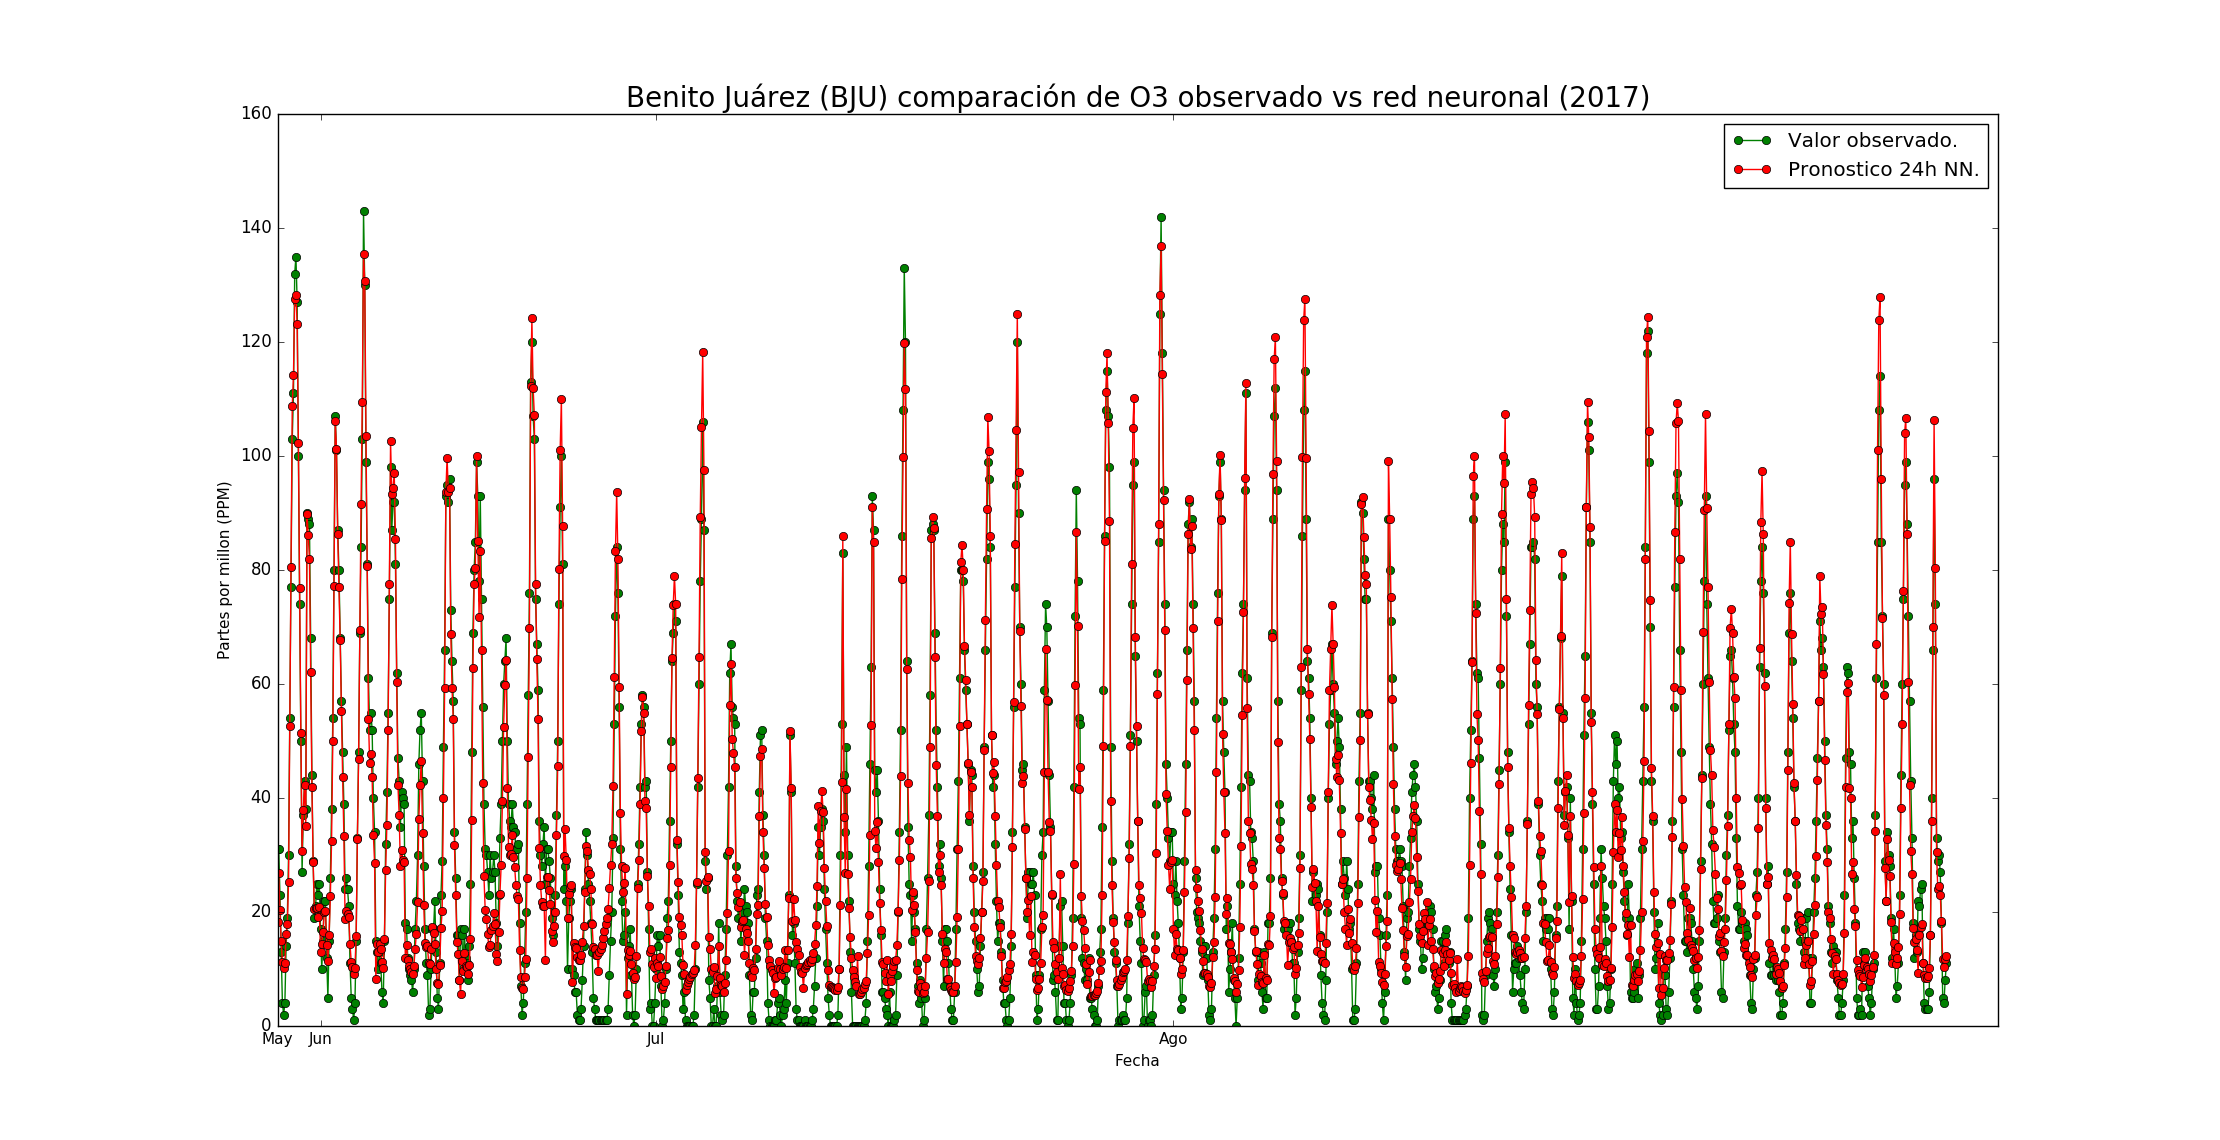 Benito Juárez (BJU) comparación de O3 observado vs red neuronal (2017)
160
140
120
100
80
60
40
20
0
Partes por millon (PPM)
Valor observado.
Pronostico 24h NN.
May Jun Jul Ago
Fecha